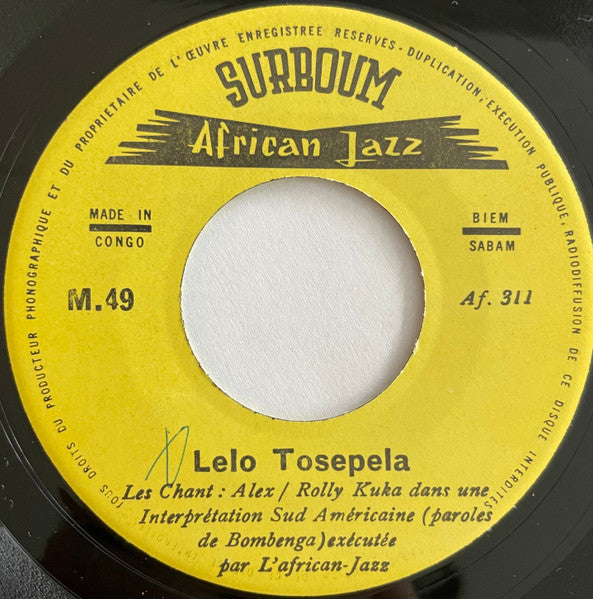 TOUS DROITS DU PRODUCTEUR PHONOGRAPHIQUE ET DU PROPRIETAIRE DE L'ŒUVRE ENREGISTREE RESERVES - DUPLICATION, EXECUTION PUBLIQUE, RADIODIFFUSION DE CE DISQUE INTERDITES
SURBOUM
African Jazz
MADE IN
CONGO
BIEM
SABAM
M.49
Af. 311
Lelo Tosepela
Les Chant : Alex / Rolly Kuka dans une
Interprétation Sud Américaine (paroles
de Bombenga)exécutée
par L'african-Jazz